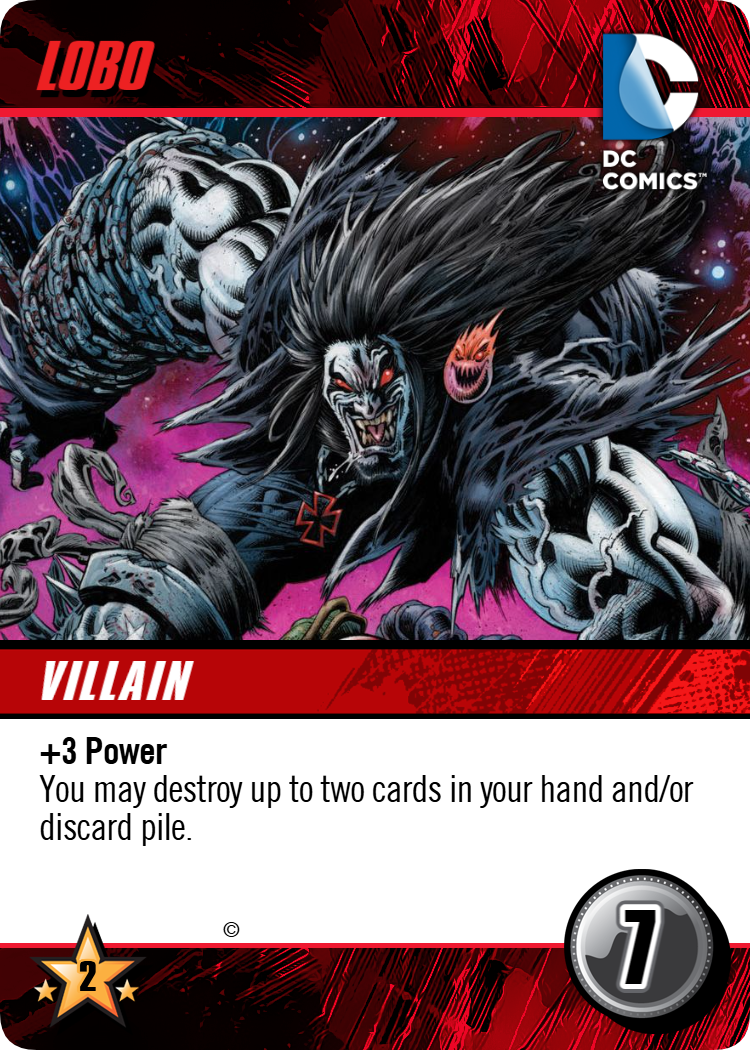 LOBO
DC
COMICS™
VILLAIN
+3 Power
You may destroy up to two cards in your hand and/or
discard pile.
©
2
7